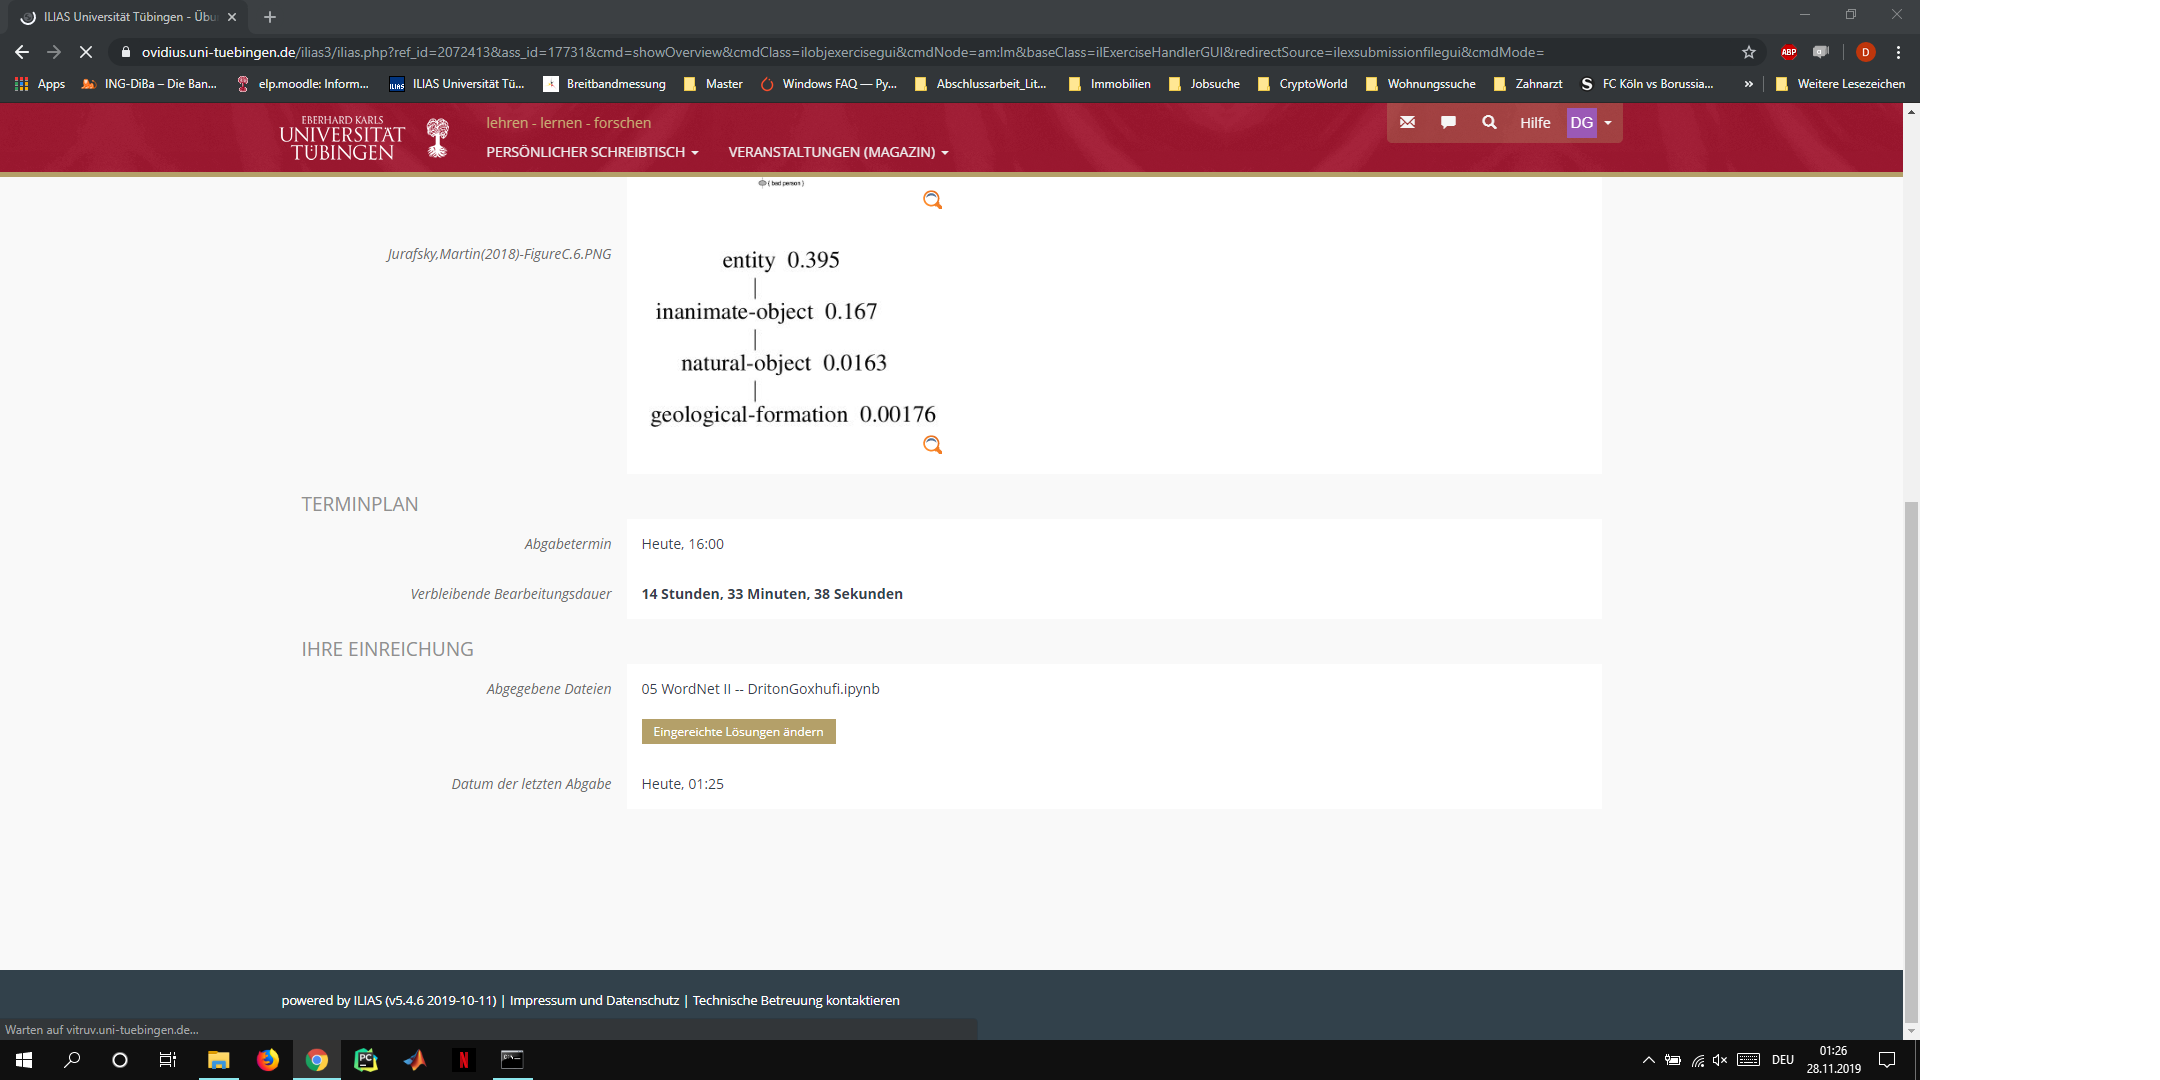 ILIAS Universität Tübingen - Übu
ovidius.uni-tuebingen.de/ilias3/ilias.php?ref_id=2072413&ass_id=17731&cmd=showOverview&cmdClass=ilobjexercisegui&cmdNode=am:lm&baseClass=ilExerciseHandlerGUI&redirectSource=ilexsubmissionfilegui&cmdMode=
ABP
D
Apps ING-DiBa – Die Ban... elp.moodle: Inform... ILIAS Universität Tü... Breitbandmessung Master Windows FAQ — Py... Abschlussarbeit_Lit... Immobilien Jobsuche CryptoWorld Wohnungssuche Zahnarzt FC Köln vs Borussia... » Weitere Lesezeichen
EBERHARD KARLS
UNIVERSITÄT
TÜBINGEN
lehren - lernen - forschen
Hilfe DG
PERSÖNLICHER SCHREIBTISCH VERANSTALTUNGEN (MAGAZIN)
( bad person )
Jurafsky,Martin(2018)-FigureC.6.PNG
entity 0.395
inanimate-object 0.167
natural-object 0.0163
geological-formation 0.00176
TERMINPLAN
Abgabetermin Heute, 16:00
Verbleibende Bearbeitungsdauer 14 Stunden, 33 Minuten, 38 Sekunden
IHRE EINREICHUNG
Abgegebene Dateien 05 WordNet II -- DritonGoxhufi.ipynb
Eingereichte Lösungen ändern
Datum der letzten Abgabe Heute, 01:25
powered by ILIAS (v5.4.6 2019-10-11) | Impressum und Datenschutz | Technische Betreuung kontaktieren
Warten auf vitruv.uni-tuebingen.de...
DEU
01:26
28.11.2019